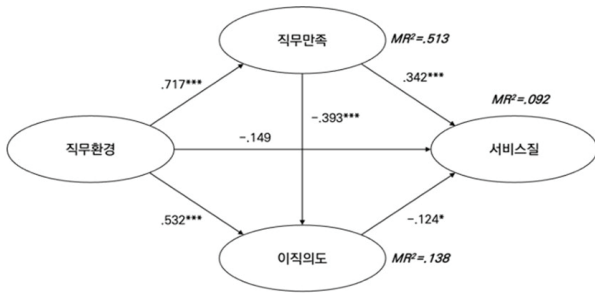 직무만족
MR²=.513
.717***
.342***
MR²=.092
-.393***
직무환경
-.149
서비스질
.532***
-.124*
이직의도
MR²=.138